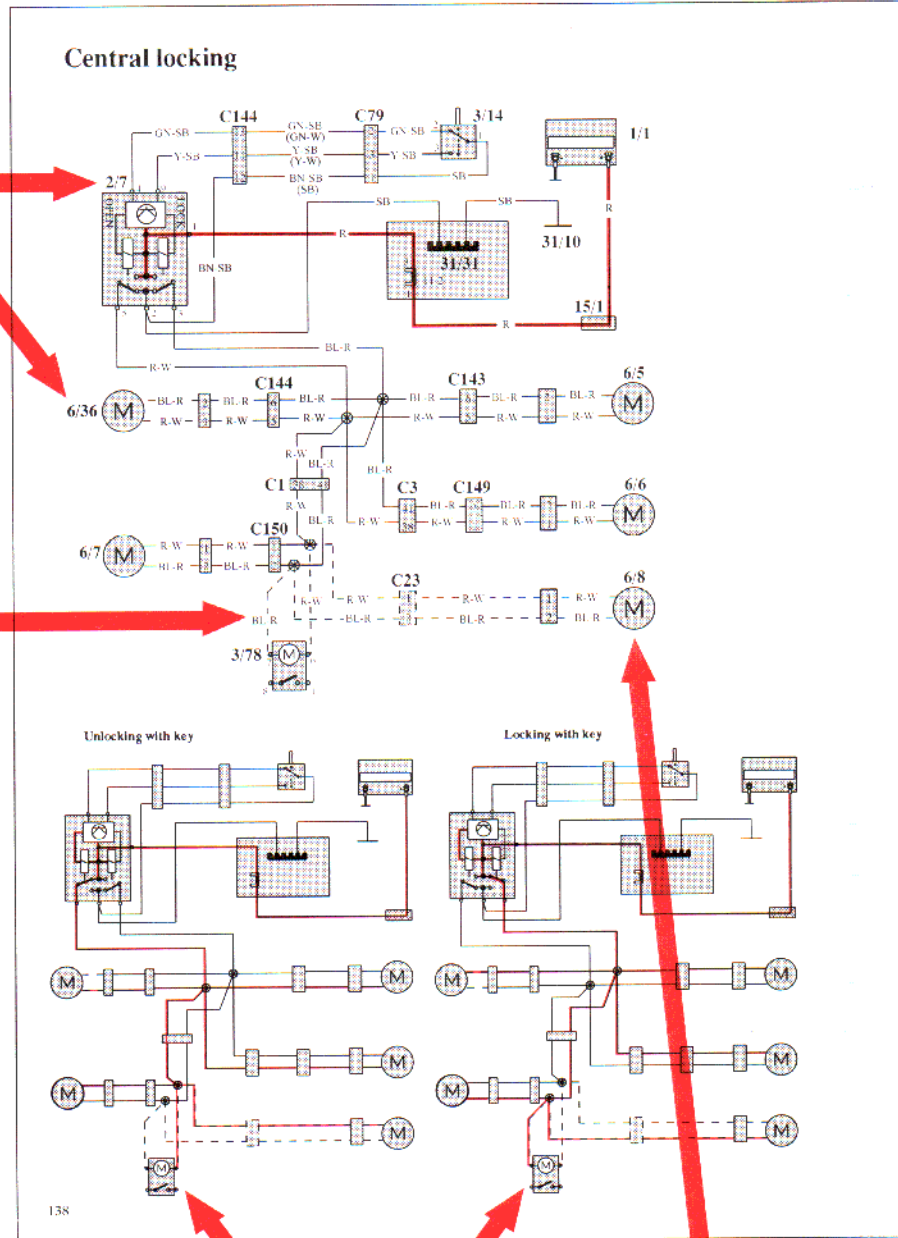 Central locking
C144
C79
3/14
1/1
GN-SB
GN-SB
(GN-W)
GN-SB
Y-SB
Y-SB
(Y-W)
Y-SB
BN-SB
(SB)
SB
2/7
SB
SB
R
R
31/10
31/31
BN-SB
15/1
R
BL-R
R-W
6/36
M
BL-R
BL-R
C144
BL-R
BL-R
C143
BL-R
BL-R
6/5
M
R-W
R-W
R-W
R-W
R-W
R-W
R-W
BL-R
BL-R
C1
C3
C149
6/6
BL-R
BL-R
BL-R
M
R-W
R-W
R-W
R-W
R-W
BL-R
C150
6/7
M
R-W
R-W
BL-R
BL-R
C23
6/8
R-W
R-W
R-W
R-W
M
BL-R
BL-R
BL-R
BL-R
3/78
M
Unlocking with key
Locking with key
M
M
M
M
M
M
M
M
M
M
M
M
138